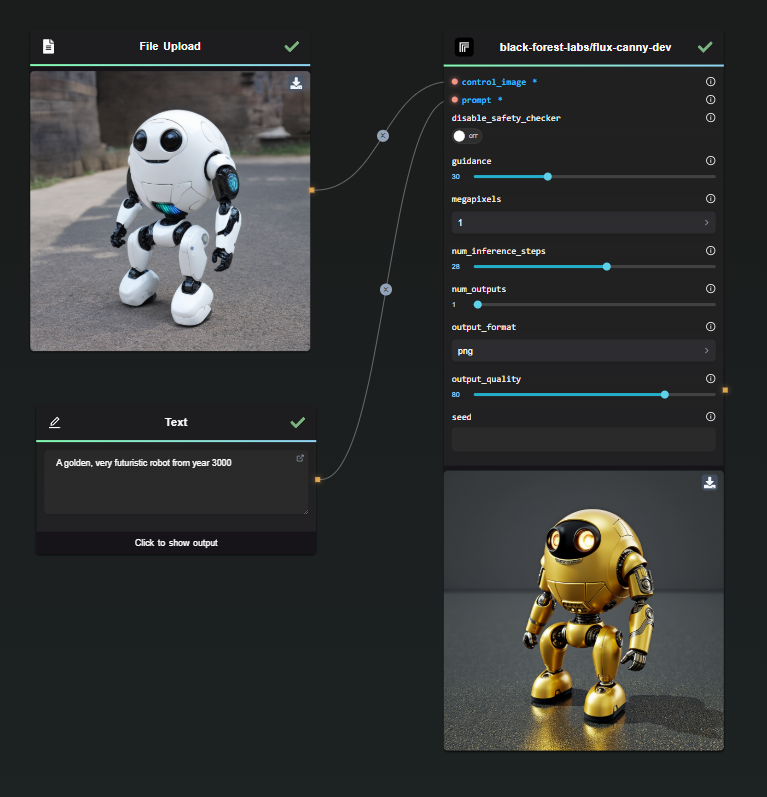 File Upload
black-forest-labs/flux-canny-dev
control_image *
prompt *
disable_safety_checker
OFF
guidance
30
megapixels
1
num_inference_steps
28
num_outputs
1
output_format
png
output_quality
80
seed
Text
A golden, very futuristic robot from year 3000
Click to show output